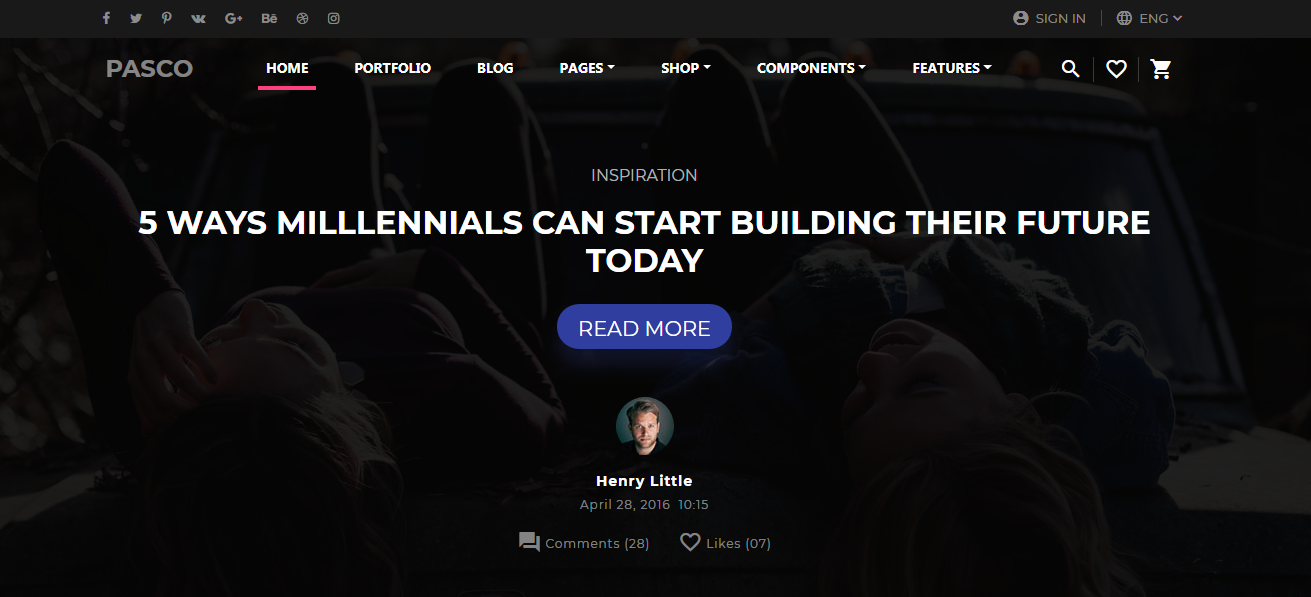 SIGN IN ENG
PASCO HOME PORTFOLIO BLOG PAGES SHOP COMPONENTS FEATURES
INSPIRATION
5 WAYS MILLLENNIALS CAN START BUILDING THEIR FUTURE
TODAY
READ MORE
Henry Little
April 28, 2016 10:15
Comments (28) Likes (07)